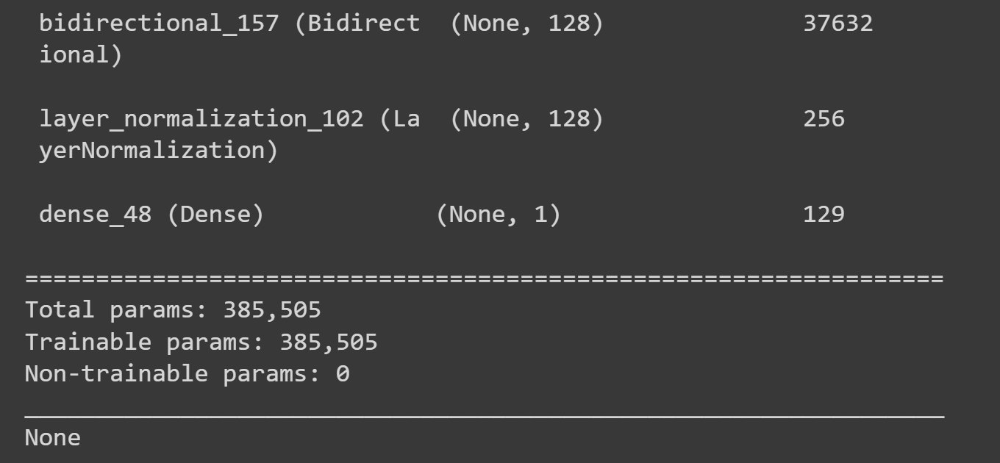 bidirectional_157 (Bidirect  (None, 128)              37632
ional)
layer_normalization_102 (La  (None, 128)              256
yerNormalization)
dense_48 (Dense)            (None, 1)                 129
=================================================================
Total params: 385,505
Trainable params: 385,505
Non-trainable params: 0
_________________________________________________________________
None